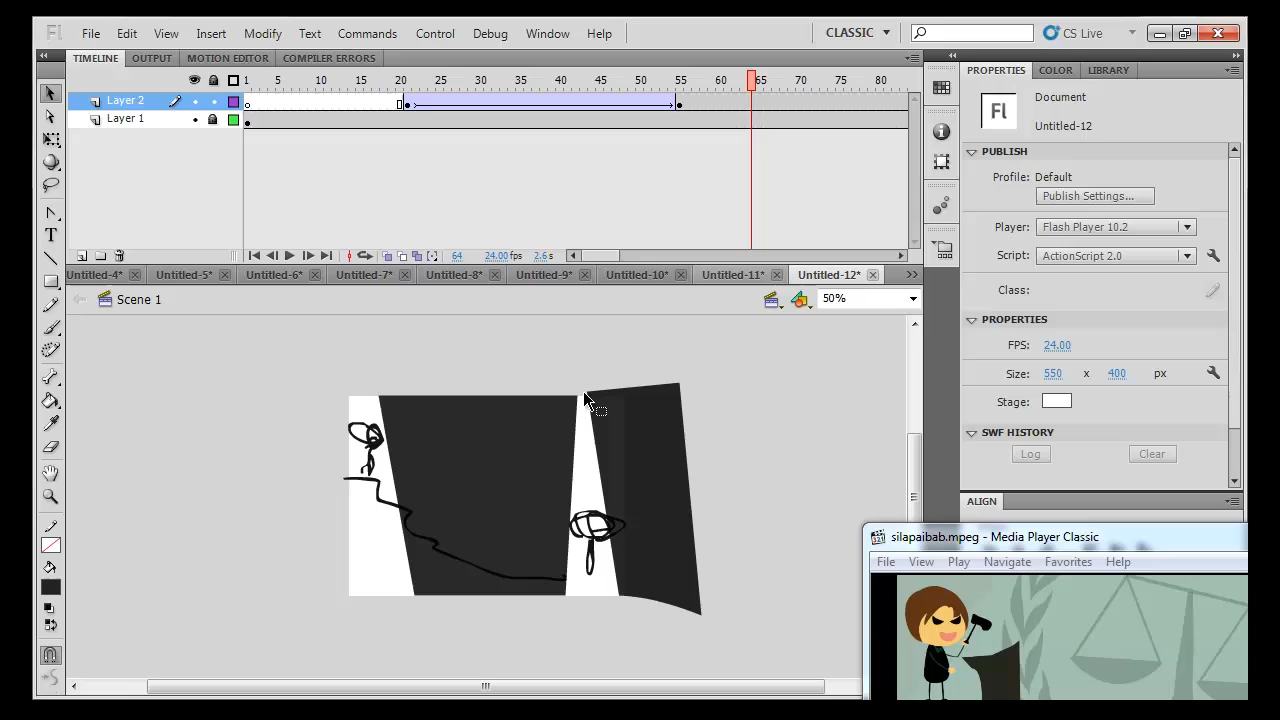 Fl File Edit View Insert Modify Text Commands Control Debug Window Help CLASSIC CS Live
TIMELINE OUTPUT MOTION EDITOR COMPILER ERRORS
1 5 10 15 20 25 30 35 40 45 50 55 60 65 70 75 80
Layer 2
Layer 1
64 24.00 fps 2.6 s
Untitled-4* Untitled-5* Untitled-6* Untitled-7* Untitled-8* Untitled-9* Untitled-10* Untitled-11* Untitled-12*
Scene 1 50%
PROPERTIES COLOR LIBRARY
Fl Document
Untitled-12
PUBLISH
Profile: Default
Publish Settings...
Player: Flash Player 10.2
Script: ActionScript 2.0
Class:
PROPERTIES
FPS: 24.00
Size: 550 x 400 px
Stage:
SWF HISTORY
Log Clear
ALIGN
silapaibab.mpeg - Media Player Classic
File View Play Navigate Favorites Help